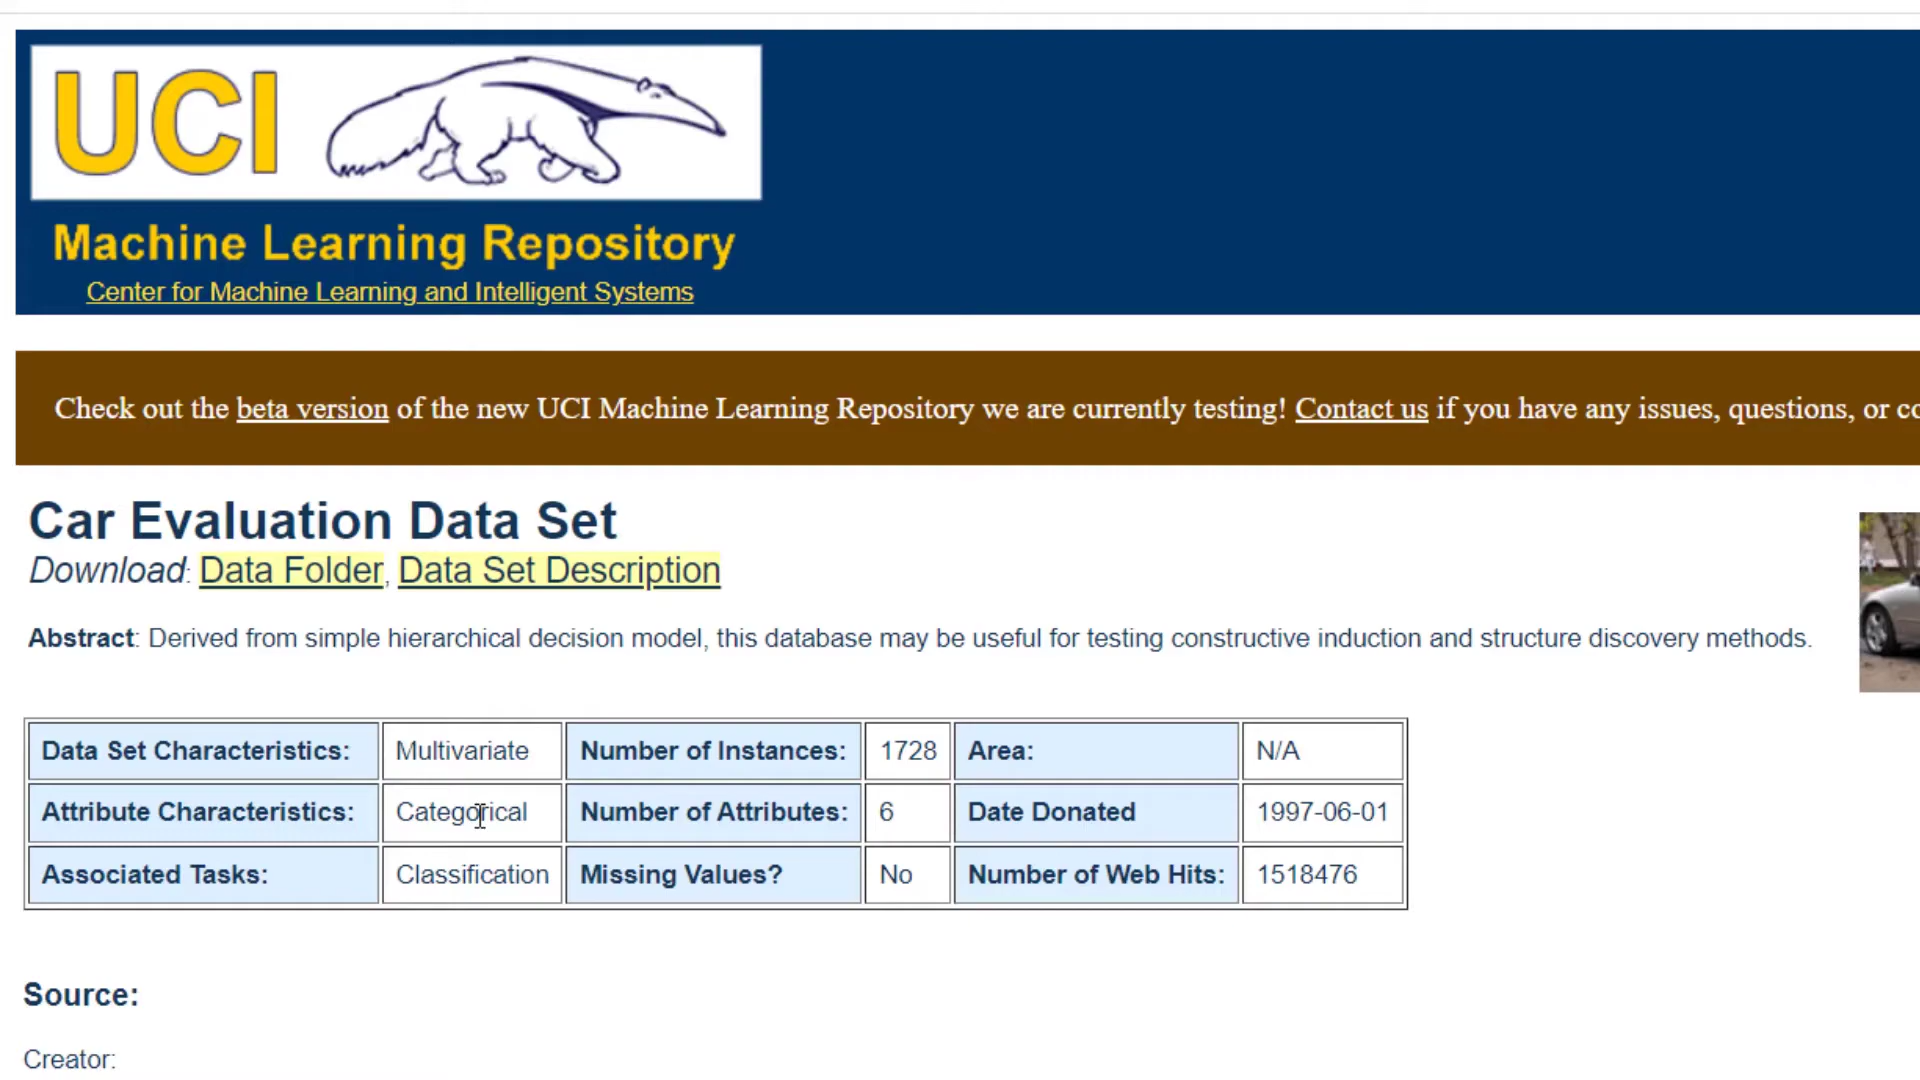 UCI
Machine Learning Repository
Center for Machine Learning and Intelligent Systems
Check out the beta version of the new UCI Machine Learning Repository we are currently testing! Contact us if you have any issues, questions, or
Car Evaluation Data Set
Download: Data Folder, Data Set Description
Abstract: Derived from simple hierarchical decision model, this database may be useful for testing constructive induction and structure discovery methods.
Data Set Characteristics: Multivariate Number of Instances: 1728 Area: N/A
Attribute Characteristics: Categorical Number of Attributes: 6 Date Donated 1997-06-01
Associated Tasks: Classification Missing Values? No Number of Web Hits: 1518476
Source:
Creator: